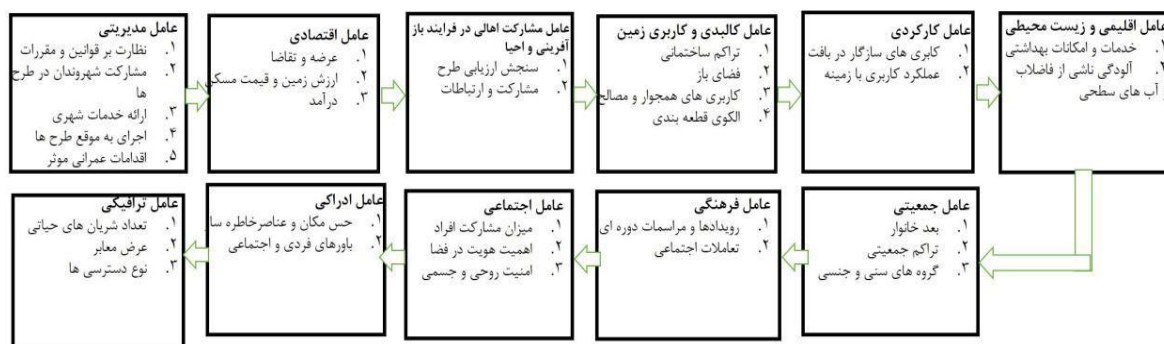 عامل مدیریتی
۱. نظارت بر قوانین و مقررات
۲. مشارکت شهروندان در طرح
ها
۳. ارائه خدمات شهری
۴. اجرای به موقع طرح ها
۵. اقدامات عمرانی موثر
عامل اقتصادی
۱. عرضه و تقاضا
۲. ارزش زمین و قیمت مسکن
۳. درآمد
عامل مشارکت اهالی در فرایند باز
آفرینی و احیا
۱. سنجش ارزیابی طرح
۲. مشارکت و ارتباطات
عامل کالبدی و کاربری زمین
۱. تراکم ساختمانی
۲. فضای باز
۳. کاربری های همجوار و مصالح
۴. الگوی قطعه بندی
عامل کارکردی
۱. کابری های سازگار در بافت
۲. عملکرد کاربری با زمینه
عامل اقلیمی و زیست محیطی
۱. خدمات و امکانات بهداشتی
۲. آلودگی ناشی از فاضلاب
و آب های سطحی
عامل جمعیتی
۱. بعد خانوار
۲. تراکم جمعیتی
۳. گروه های سنی و جنسی
عامل فرهنگی
۱. رویدادها و مراسمات دوره ای
۲. تعاملات اجتماعی
عامل اجتماعی
۱. میزان مشارکت افراد
۲. اهمیت هویت در فضا
۳. امنیت روحی و جسمی
عامل ادراکی
۱. حس مکان و عناصرخاطره سا
۲. باورهای فردی و اجتماعی
عامل ترافیکی
۱. تعداد شریان های حیاتی
۲. عرض معابر
۳. نوع دسترسی ها